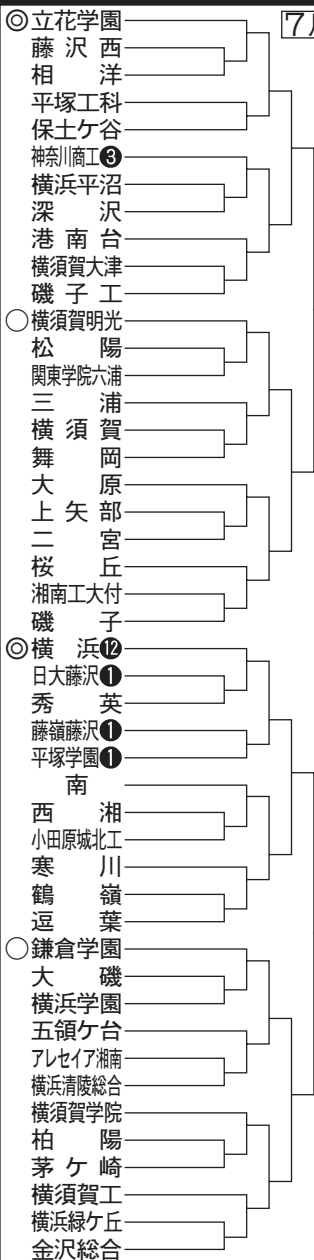 ◎立花学園
7
藤沢西
相洋
平塚工科
保土ケ谷
神奈川商工❸
横浜平沼
深沢
港南台
横須賀大津
磯子工
○横須賀明光
松陽
関東学院六浦
三浦
横須賀
舞岡
大原
上矢部
二宮
桜丘
湘南工大付
磯子
◎横浜⓬
日大藤沢❶
秀英
藤嶺藤沢❶
平塚学園❶
南
西湘
小田原城北工
寒川
鶴嶺
逗葉
○鎌倉学園
大磯
横浜学園
五領ケ台
アレセイア湘南
横浜清陵総合
横須賀学院
柏陽
茅ケ崎
横須賀工
横浜緑ケ丘
金沢総合